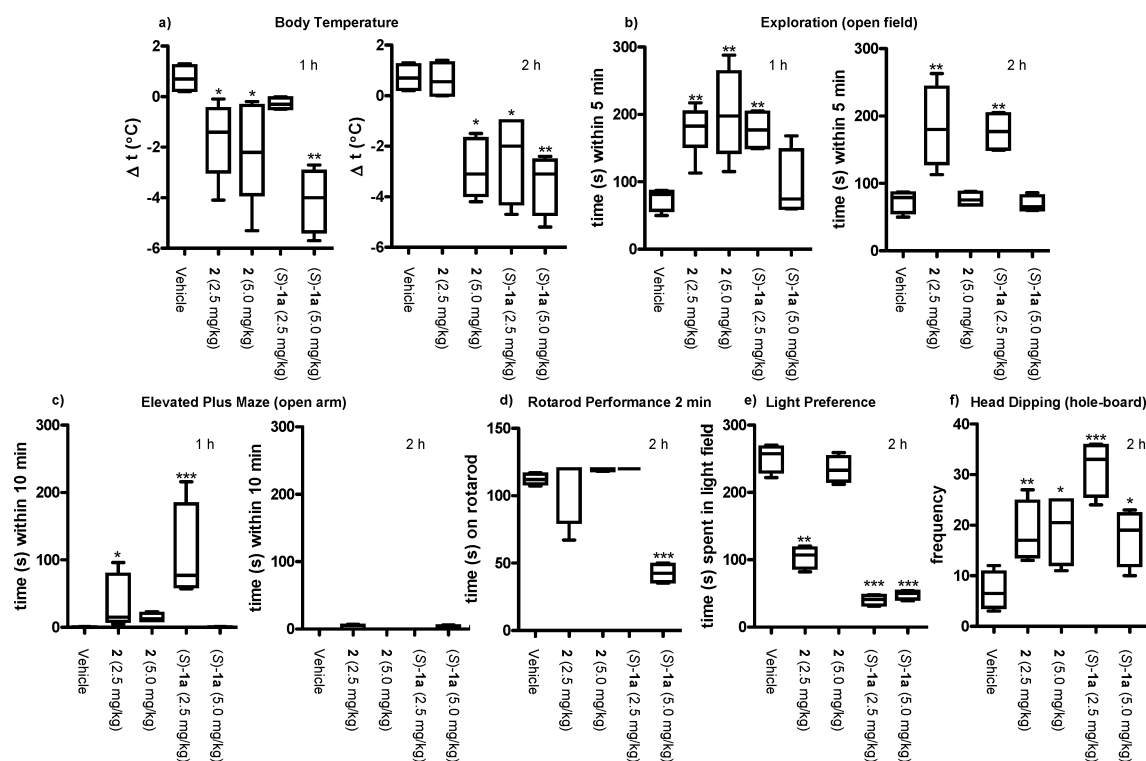 a) Body Temperature
b) Exploration (open field)
Δ t (°C)
2
0
-2
-4
-6
1 h
*
*
**
Vehicle
2 (2.5 mg/kg)
2 (5.0 mg/kg)
(S)-1a (2.5 mg/kg)
(S)-1a (5.0 mg/kg)
Δ t (°C)
2
0
-2
-4
-6
2 h
*
*
**
Vehicle
2 (2.5 mg/kg)
2 (5.0 mg/kg)
(S)-1a (2.5 mg/kg)
(S)-1a (5.0 mg/kg)
time (s) within 5 min
300
200
100
0
1 h
**
**
**
Vehicle
2 (2.5 mg/kg)
2 (5.0 mg/kg)
(S)-1a (2.5 mg/kg)
(S)-1a (5.0 mg/kg)
time (s) within 5 min
300
200
100
0
2 h
**
**
Vehicle
2 (2.5 mg/kg)
2 (5.0 mg/kg)
(S)-1a (2.5 mg/kg)
(S)-1a (5.0 mg/kg)
c) Elevated Plus Maze (open arm)
time (s) within 10 min
300
200
100
0
1 h
*
***
Vehicle
2 (2.5 mg/kg)
2 (5.0 mg/kg)
(S)-1a (2.5 mg/kg)
(S)-1a (5.0 mg/kg)
time (s) within 10 min
300
200
100
0
2 h
Vehicle
2 (2.5 mg/kg)
2 (5.0 mg/kg)
(S)-1a (2.5 mg/kg)
(S)-1a (5.0 mg/kg)
d) Rotarod Performance 2 min
time (s) on rotarod
150
100
50
0
2 h
***
Vehicle
2 (2.5 mg/kg)
2 (5.0 mg/kg)
(S)-1a (2.5 mg/kg)
(S)-1a (5.0 mg/kg)
e) Light Preference
time (s) spent in light field
300
200
100
0
2 h
**
***
***
Vehicle
2 (2.5 mg/kg)
2 (5.0 mg/kg)
(S)-1a (2.5 mg/kg)
(S)-1a (5.0 mg/kg)
f) Head Dipping (hole-board)
frequency
40
30
20
10
0
2 h
**
*
***
*
Vehicle
2 (2.5 mg/kg)
2 (5.0 mg/kg)
(S)-1a (2.5 mg/kg)
(S)-1a (5.0 mg/kg)